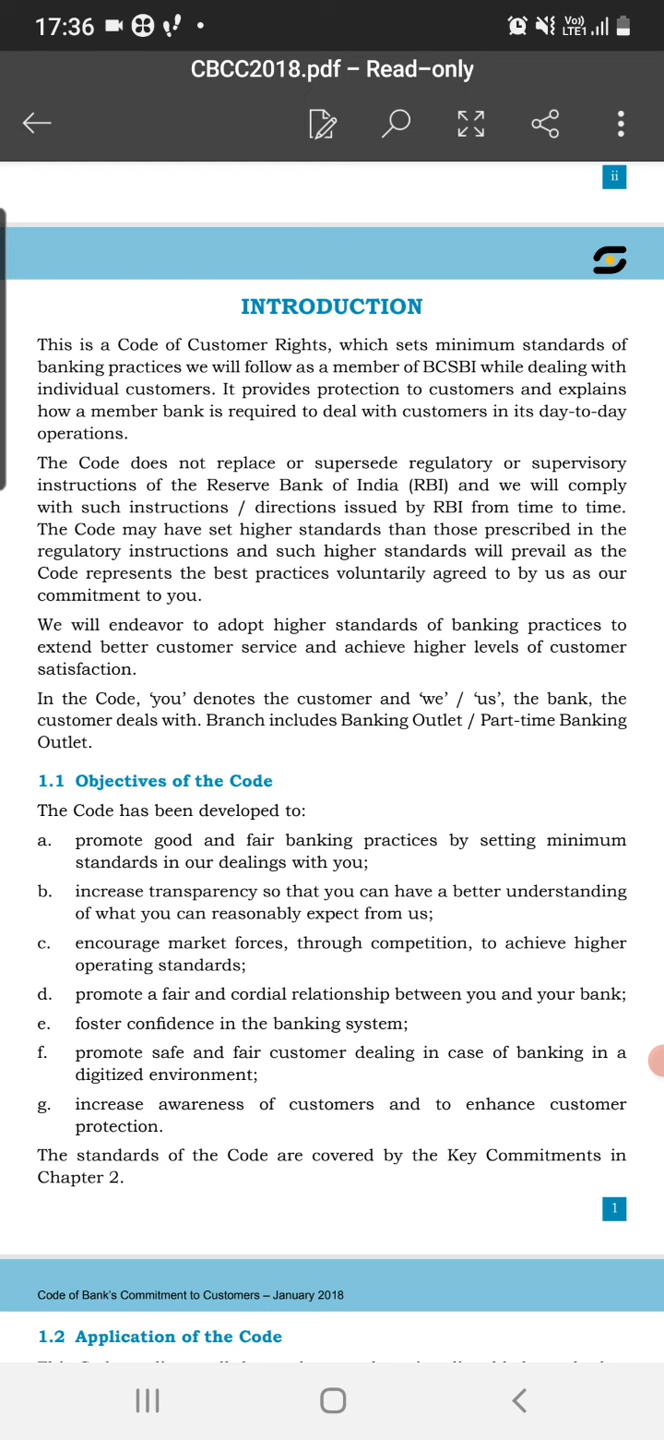 17:36
Vo))
LTE1
CBCC2018.pdf – Read-only
ii
INTRODUCTION
This is a Code of Customer Rights, which sets minimum standards of
banking practices we will follow as a member of BCSBI while dealing with
individual customers. It provides protection to customers and explains
how a member bank is required to deal with customers in its day-to-day
operations.
The Code does not replace or supersede regulatory or supervisory
instructions of the Reserve Bank of India (RBI) and we will comply
with such instructions / directions issued by RBI from time to time.
The Code may have set higher standards than those prescribed in the
regulatory instructions and such higher standards will prevail as the
Code represents the best practices voluntarily agreed to by us as our
commitment to you.
We will endeavor to adopt higher standards of banking practices to
extend better customer service and achieve higher levels of customer
satisfaction.
In the Code, ‘you’ denotes the customer and ‘we’ / ‘us’, the bank, the
customer deals with. Branch includes Banking Outlet / Part-time Banking
Outlet.
1.1 Objectives of the Code
The Code has been developed to:
a. promote good and fair banking practices by setting minimum
standards in our dealings with you;
b. increase transparency so that you can have a better understanding
of what you can reasonably expect from us;
c. encourage market forces, through competition, to achieve higher
operating standards;
d. promote a fair and cordial relationship between you and your bank;
e. foster confidence in the banking system;
f. promote safe and fair customer dealing in case of banking in a
digitized environment;
g. increase awareness of customers and to enhance customer
protection.
The standards of the Code are covered by the Key Commitments in
Chapter 2.
1
Code of Bank's Commitment to Customers – January 2018
1.2 Application of the Code